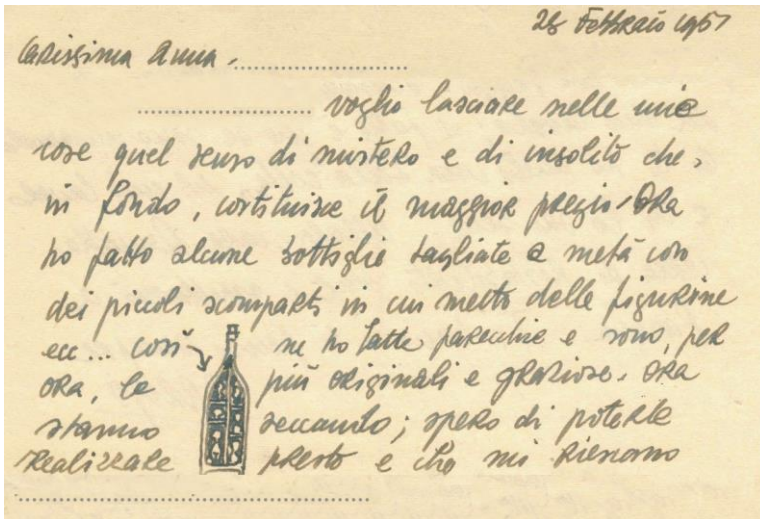 28 Febbraio 1951
Carissima Anna,....................
.................... voglio lasciare nelle mie
cose quel senso di mistero e di insolito che,
in fondo, costituisce il maggior pregio. Ora
ho fatto alcune bottiglie tagliate a metà con
dei piccoli scomparti in cui metto delle figurine
ecc... così ne ho fatte parecchie e sono, per
ora, le più originali e graziose. Ora
stanno seccando; spero di poterle
realizzare presto e che mi riescano